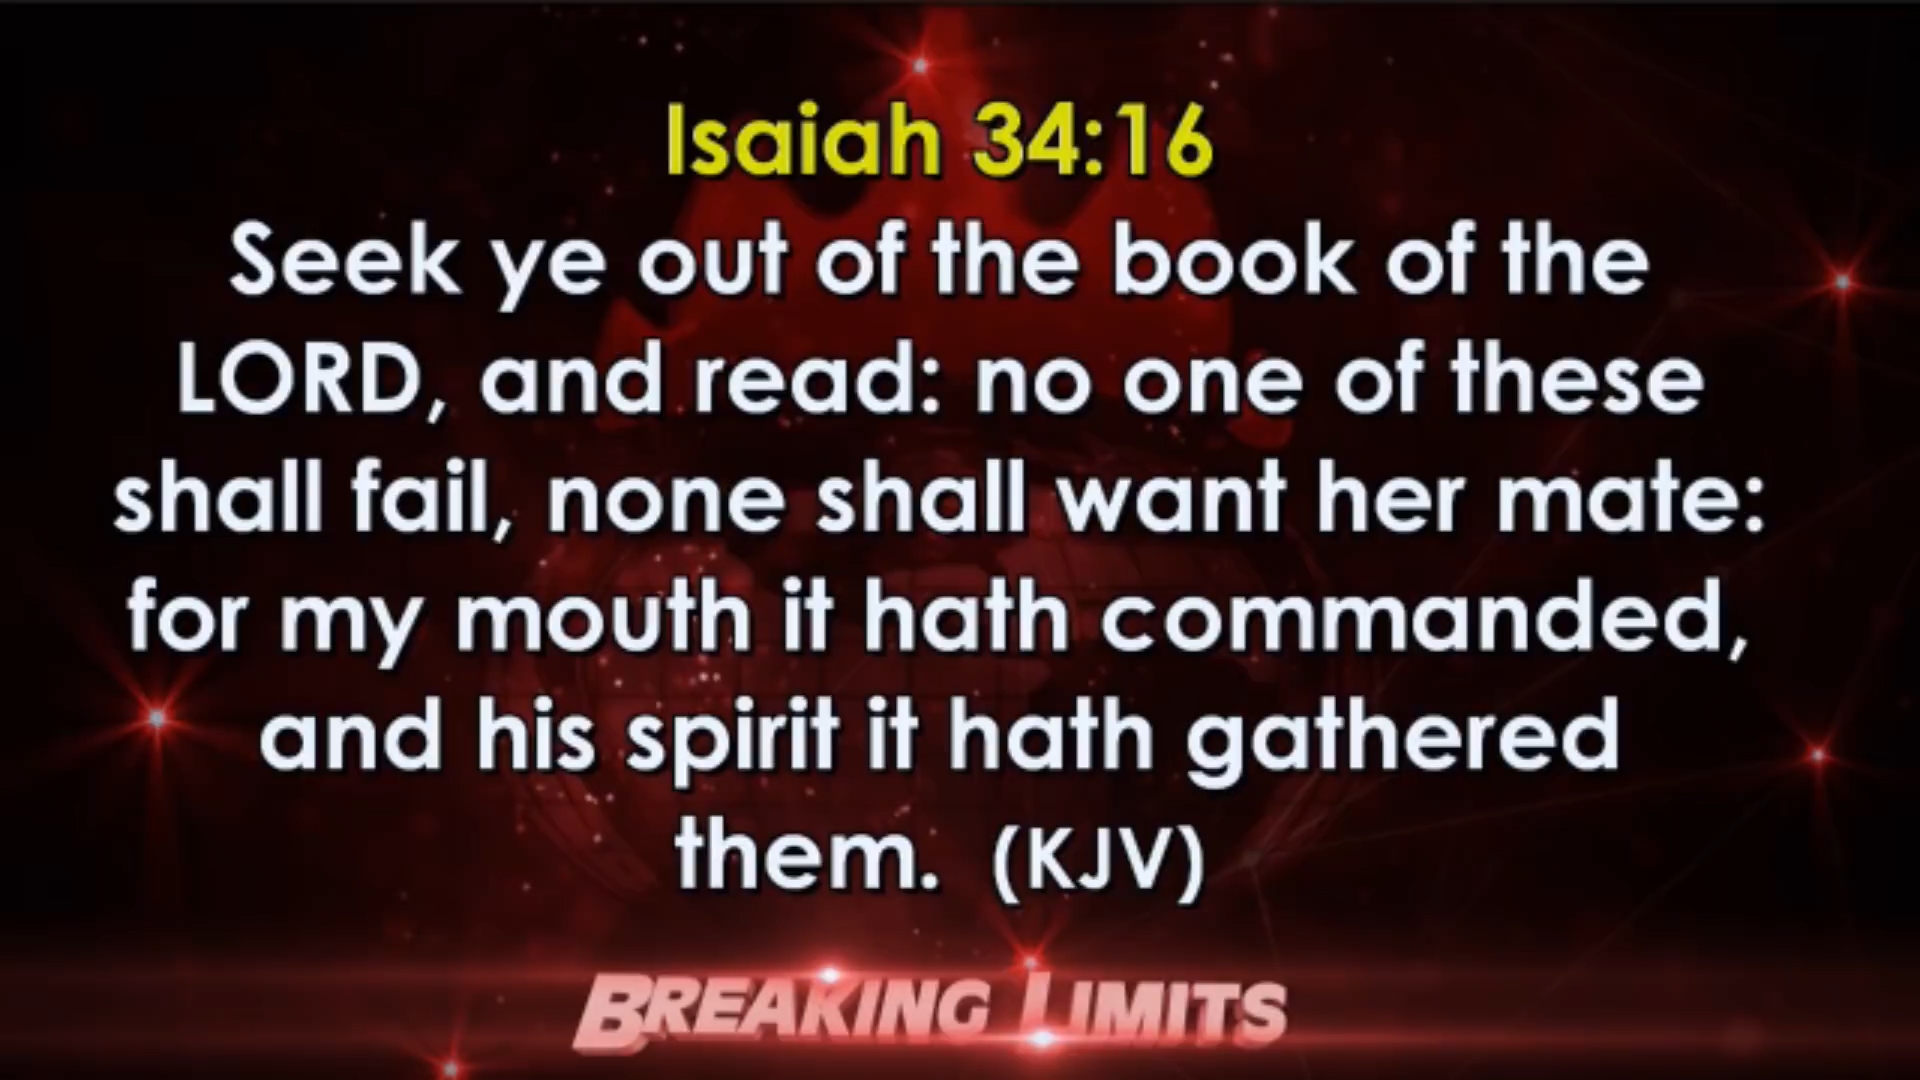 Isaiah 34:16
Seek ye out of the book of the
LORD, and read: no one of these
shall fail, none shall want her mate:
for my mouth it hath commanded,
and his spirit it hath gathered
them. (KJV)
BREAKING LIMITS